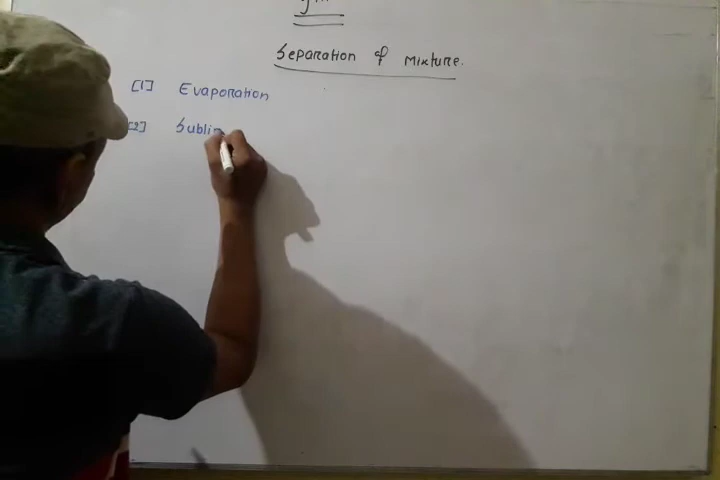 Separation of Mixture.
[1] Evaporation
[2] Subli